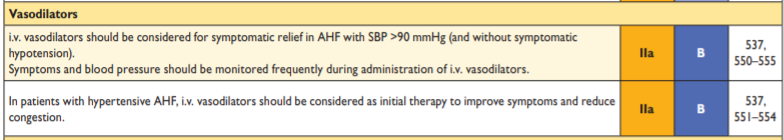 Vasodilators
i.v. vasodilators should be considered for symptomatic relief in AHF with SBP >90 mmHg (and without symptomatic
hypotension).
Symptoms and blood pressure should be monitored frequently during administration of i.v. vasodilators.
IIa
B
537,
550–555
In patients with hypertensive AHF, i.v. vasodilators should be considered as initial therapy to improve symptoms and reduce
congestion.
IIa
B
537,
551–554